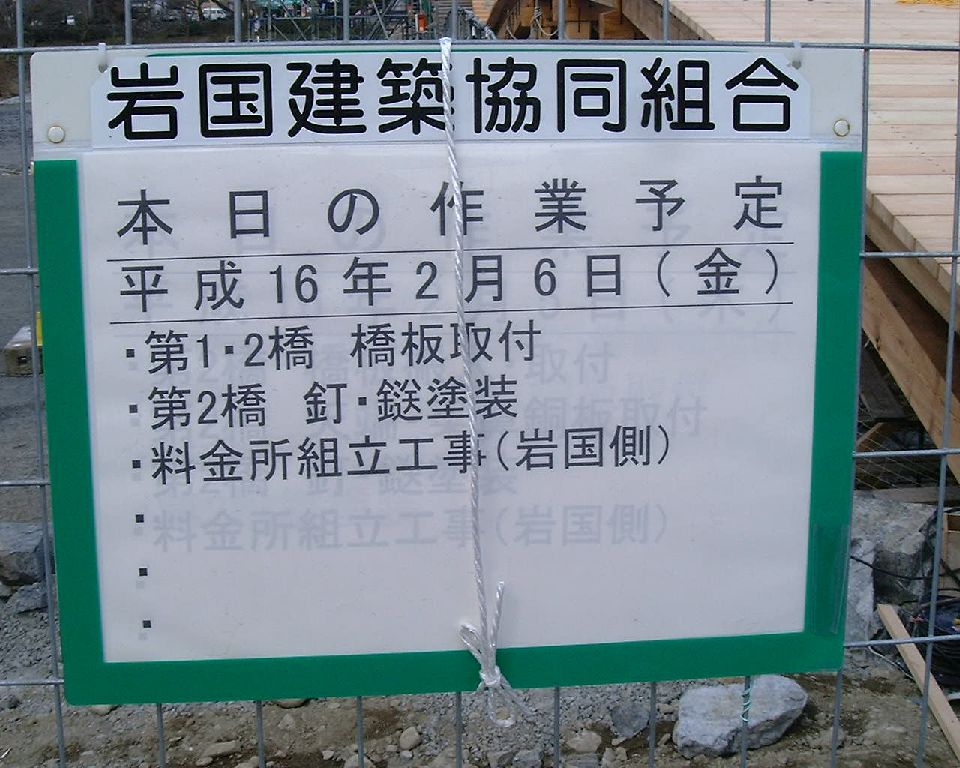 岩国建築協同組合
本日の作業予定
平成16年2月6日(金)
・第1・2橋 橋板取付
・第2橋 釘・鎹塗装
・料金所組立工事(岩国側)
・
・
・